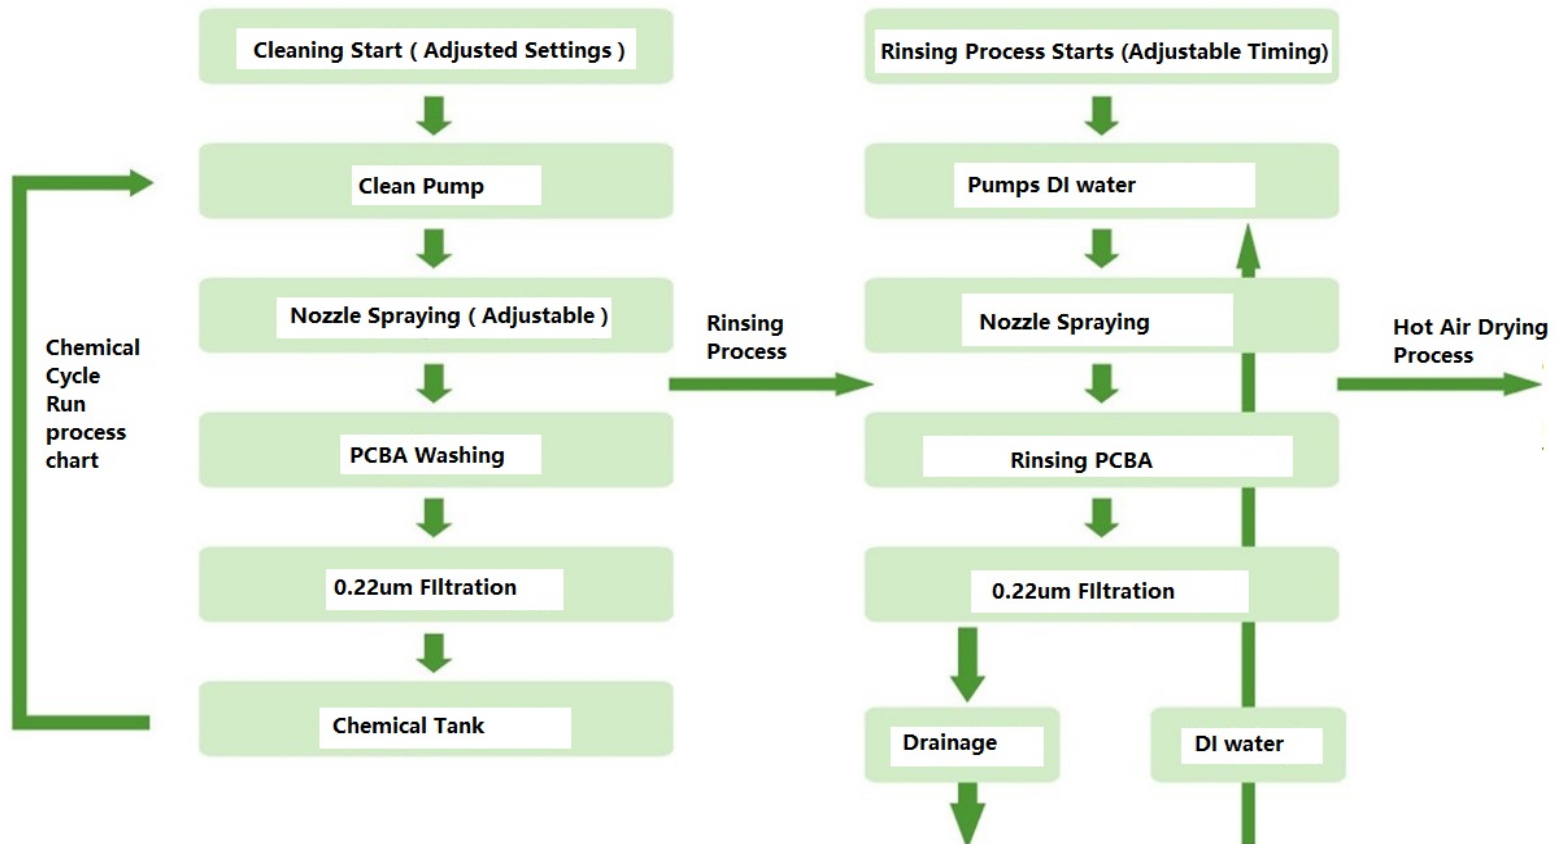 Cleaning Start ( Adjusted Settings )
Clean Pump
Nozzle Spraying ( Adjustable )
PCBA Washing
0.22um FIltration
Chemical Tank
Chemical
Cycle
Run
process
chart
Rinsing
Process
Rinsing Process Starts (Adjustable Timing)
Pumps DI water
Nozzle Spraying
Rinsing PCBA
0.22um FIltration
Drainage
DI water
Hot Air Drying
Process